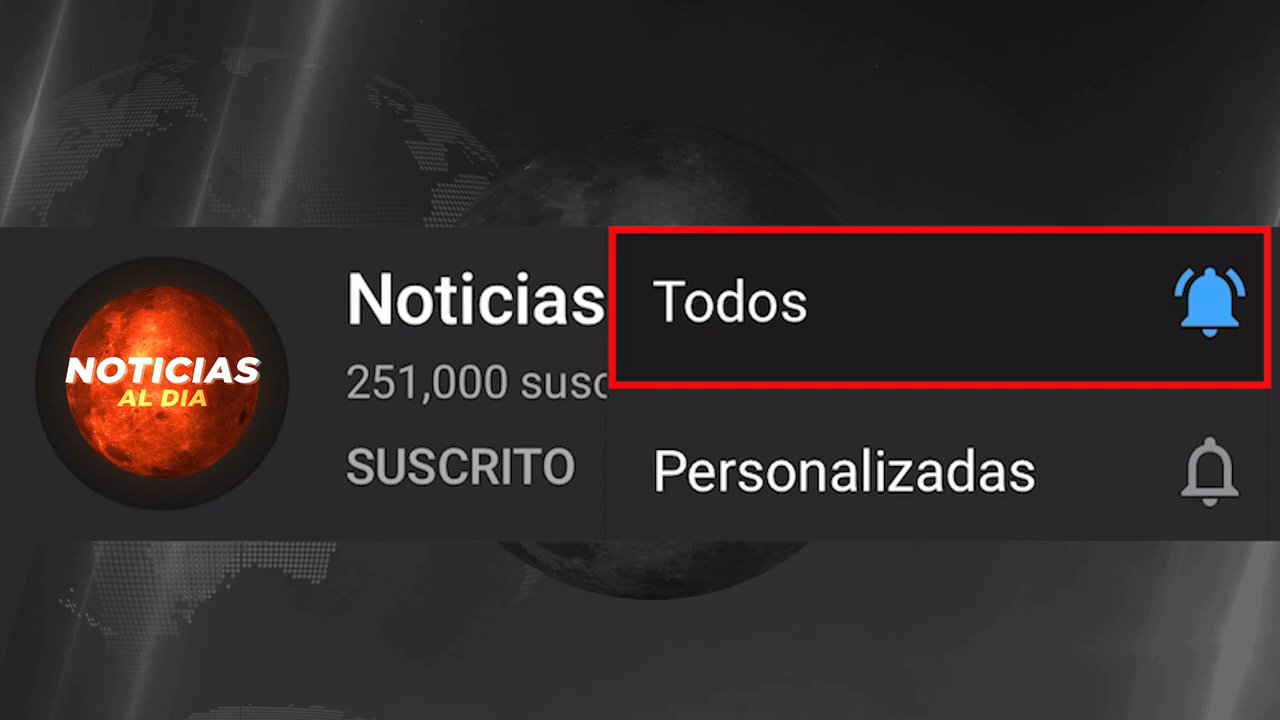 NOTICIAS
AL DIA
Noticias
251,000 susc
SUSCRITO
Todos
Personalizadas